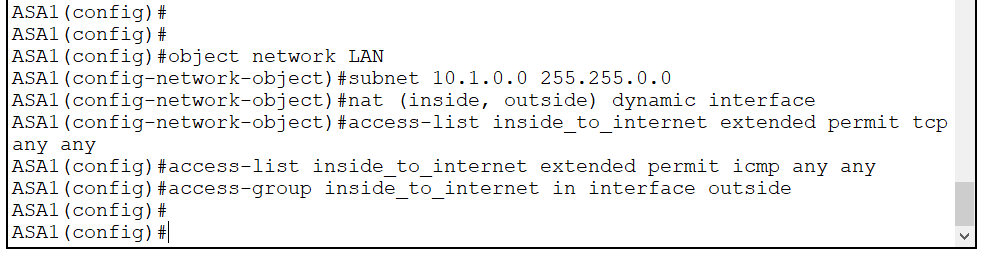 ASA1(config)#
ASA1(config)#
ASA1(config)#object network LAN
ASA1(config-network-object)#subnet 10.1.0.0 255.255.0.0
ASA1(config-network-object)#nat (inside, outside) dynamic interface
ASA1(config-network-object)#access-list inside_to_internet extended permit tcp
any any
ASA1(config)#access-list inside_to_internet extended permit icmp any any
ASA1(config)#access-group inside_to_internet in interface outside
ASA1(config)#
ASA1(config)#